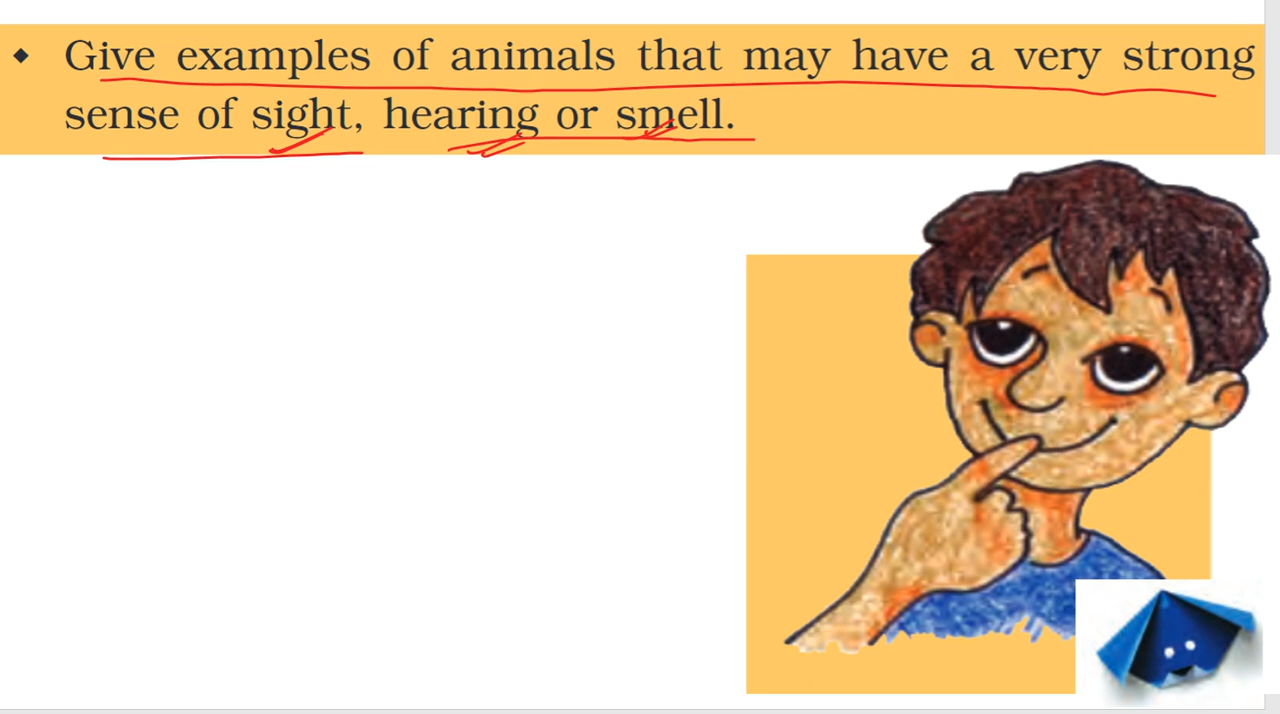 ◆ Give examples of animals that may have a very strong
sense of sight, hearing or smell.